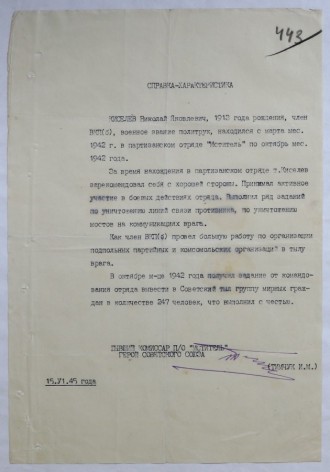 442
СПРАВКА-ХАРАКТЕРИСТИКА
КИСЕЛЕВ Николай Яковлевич, 1913 года рождения, член
ВКП(б), военное звание политрук, находился с марта мес.
1942 г. в партизанском отряде "Мститель" по октябрь мес.
1942 года.
За время нахождения в партизанском отряде т.Киселев
зарекомендовал себя с хорошей стороны. Принимал активное
участие в боевых действиях отряда. Выполнял ряд заданий
по уничтожению линий связи противника, по уничтожению
мостов на коммуникациях врага.
Как член ВКП(б) провел большую работу по организации
подпольных партийных и комсомольских организаций в тылу
врага.
В октябре м-це 1942 года получил задание от командо-
вания отряда вывести в Советский тыл группу мирных граж-
дан в количестве 247 человек, что выполнил с честью.
БЫВШИЙ КОМИССАР П/О "МСТИТЕЛЬ"
ГЕРОЙ СОВЕТСКОГО СОЮЗА
(ТИМЧУК И.М.)
15.VI.45 года